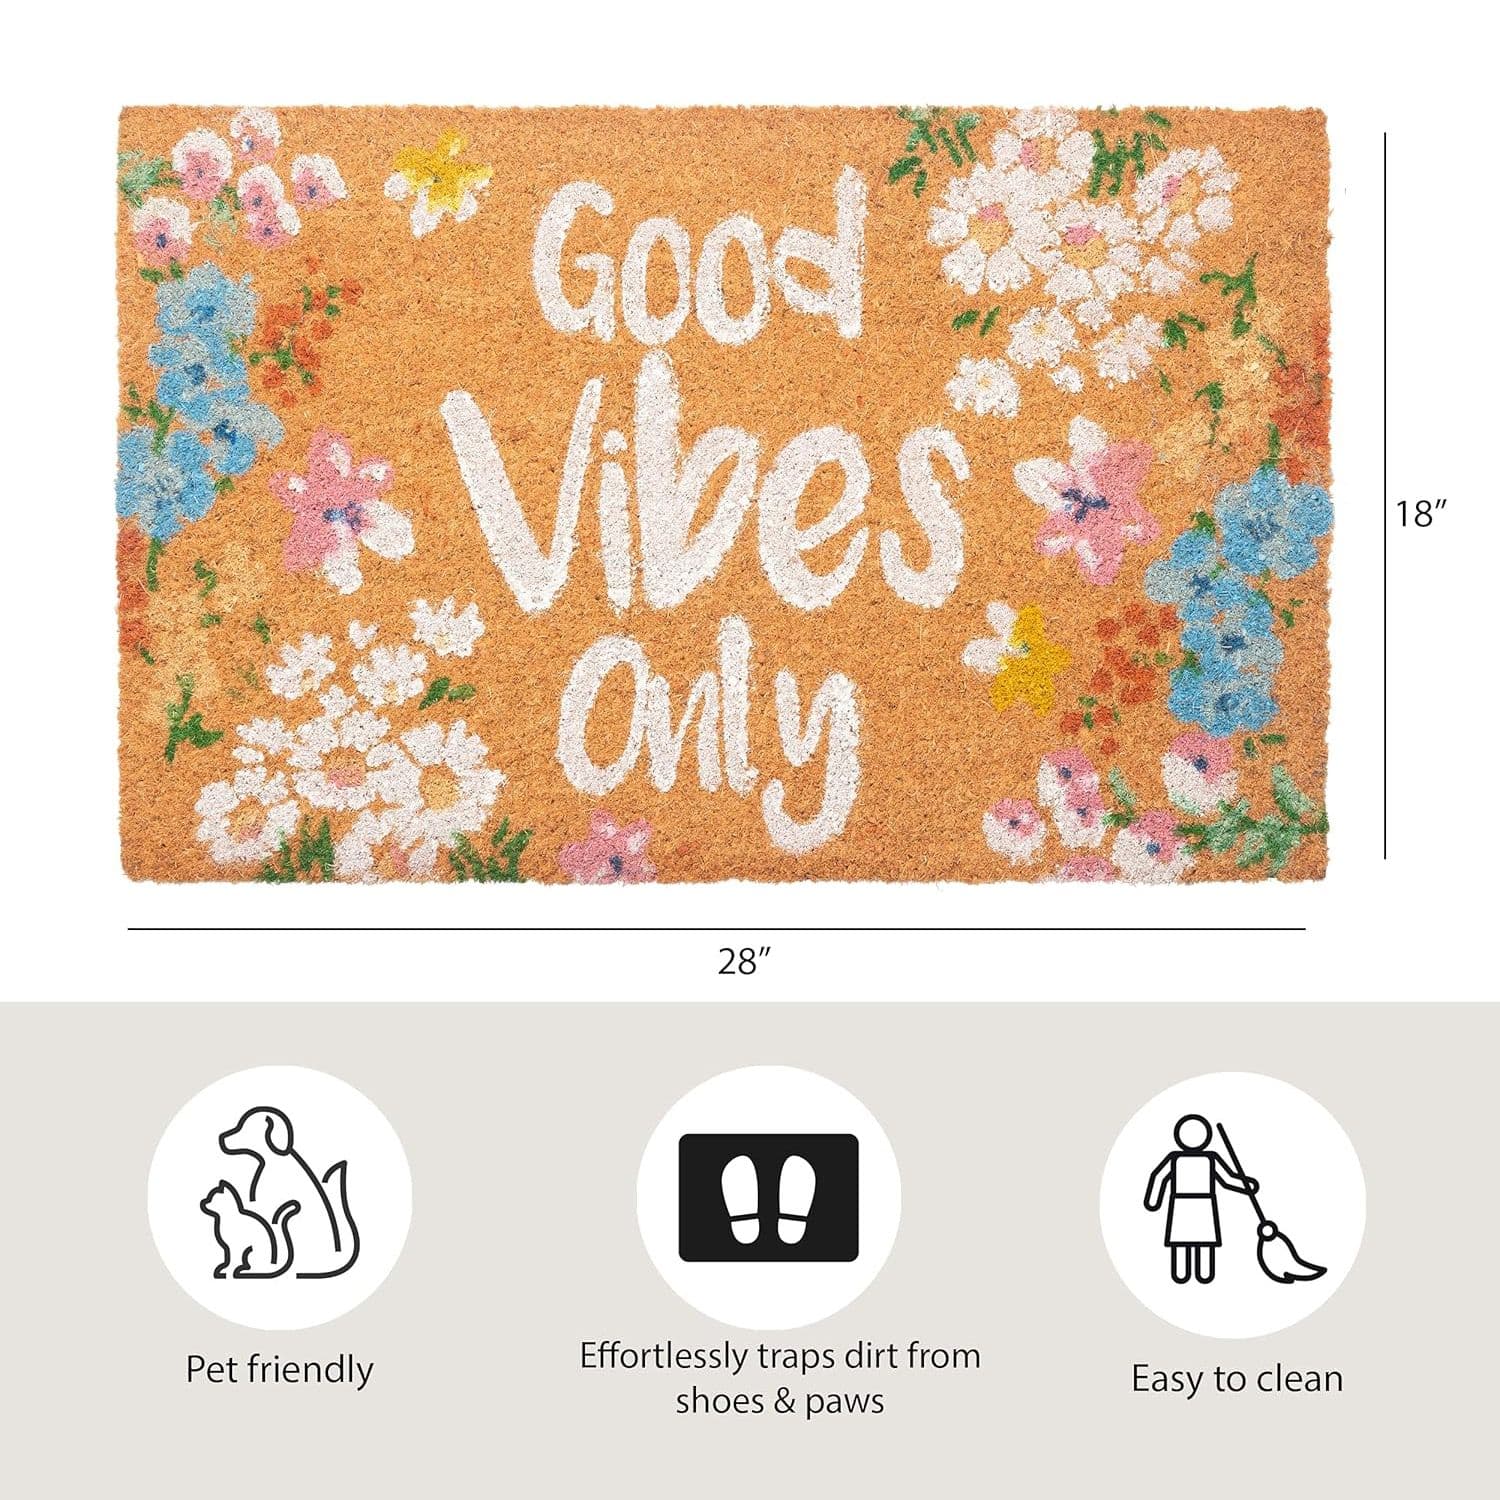 Good
Vibes
Only
18”
28”
Pet friendly
Effortlessly traps dirt from
shoes & paws
Easy to clean